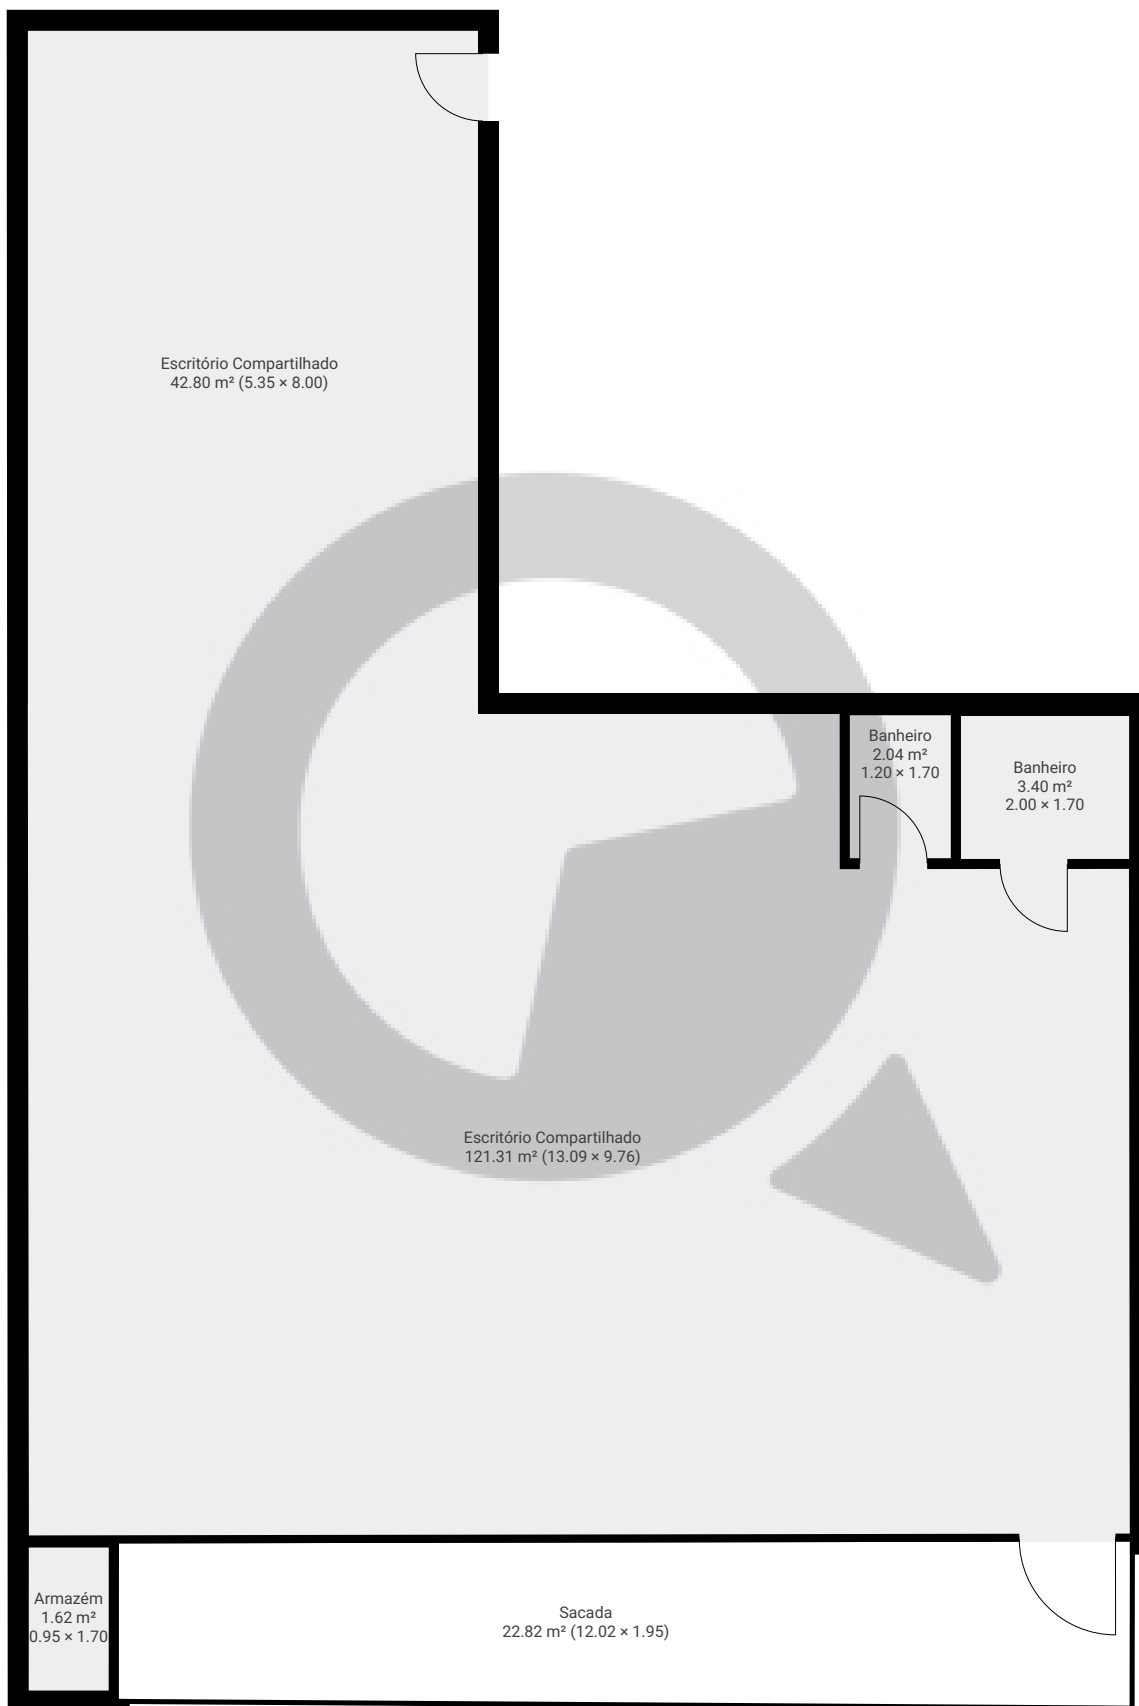 Escritório Compartilhado
42.80 m² (5.35 × 8.00)
Banheiro
2.04 m²
1.20 × 1.70
Banheiro
3.40 m²
2.00 × 1.70
Escritório Compartilhado
121.31 m² (13.09 × 9.76)
Armazém
1.62 m²
0.95 × 1.70
Sacada
22.82 m² (12.02 × 1.95)